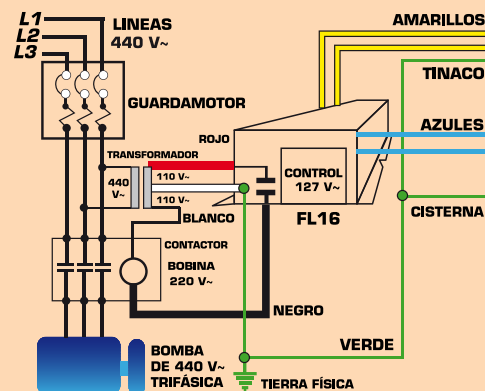 L1
L2
L3
LINEAS
440 V~
GUARDAMOTOR
AMARILLOS
TINACO
AZULES
ROJO
TRANSFORMADOR
440
V~
110 V~
110 V~
BLANCO
CONTROL
127 V~
FL16
CISTERNA
CONTACTOR
BOBINA
220 V~
NEGRO
VERDE
BOMBA
DE 440 V~
TRIFÁSICA
TIERRA FÍSICA